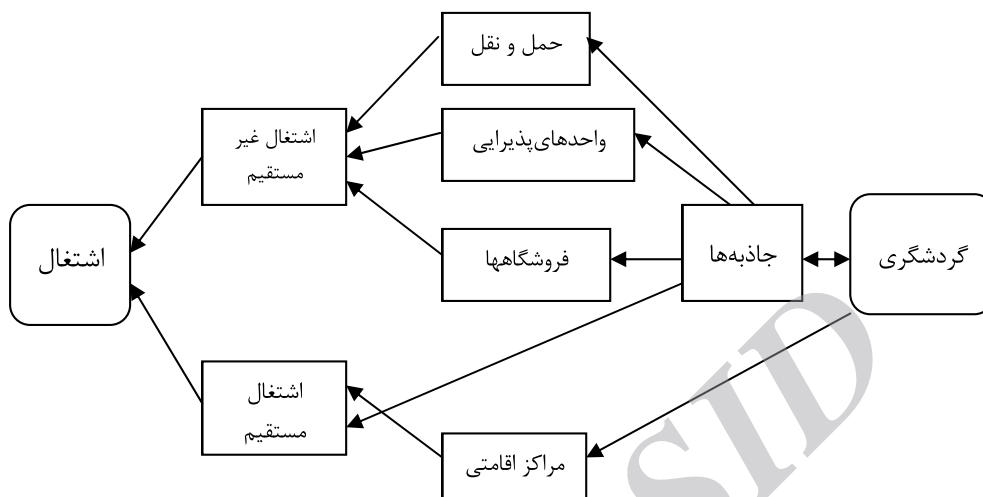 حمل و نقل
اشتغال غیر
مستقیم
واحدهای‌پذیرایی
گردشگری
جاذبه‌ها
فروشگاهها
اشتغال
اشتغال
مستقیم
مراکز اقامتی
SID